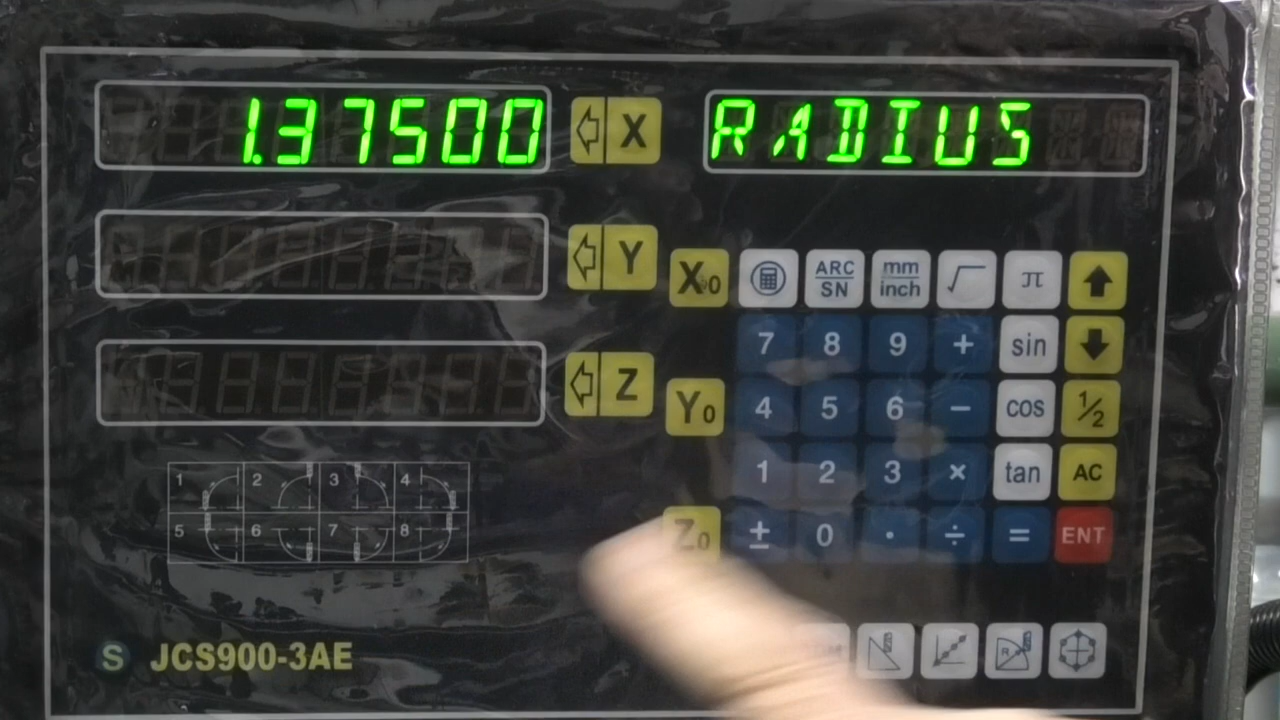 1.37500 X RADIUS
Y
X0 ARC SN mm inch √ π
7 8 9 + sin
Z
Y0 4 5 6 − cos 1/2
1 2 3 × tan AC
1 2 3 4
5 6 7 8
Z0 ± 0 . ÷ = ENT
S JCS900-3AE
R